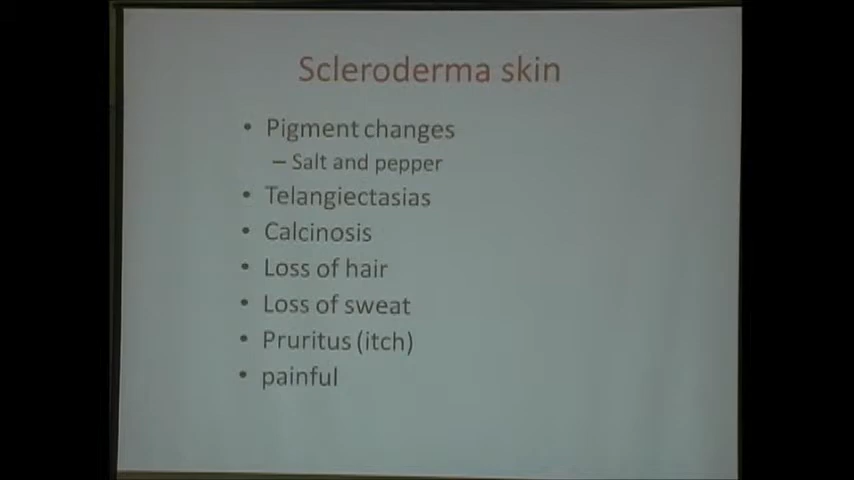 Scleroderma skin
• Pigment changes
– Salt and pepper
• Telangiectasias
• Calcinosis
• Loss of hair
• Loss of sweat
• Pruritus (itch)
• painful